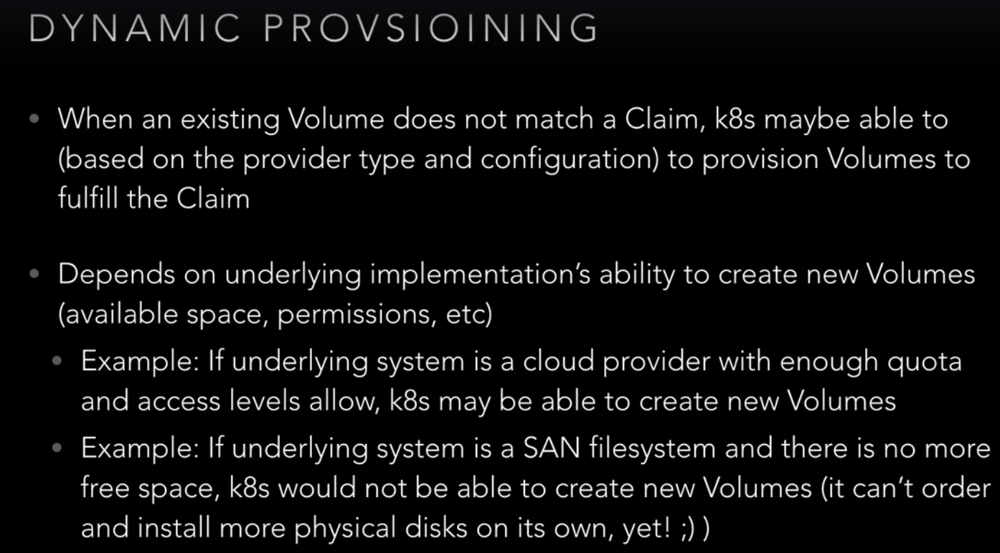 DYNAMIC PROVSIOINING
• When an existing Volume does not match a Claim, k8s maybe able to
(based on the provider type and configuration) to provision Volumes to
fulfill the Claim
• Depends on underlying implementation's ability to create new Volumes
(available space, permissions, etc)
• Example: If underlying system is a cloud provider with enough quota
and access levels allow, k8s may be able to create new Volumes
• Example: If underlying system is a SAN filesystem and there is no more
free space, k8s would not be able to create new Volumes (it can't order
and install more physical disks on its own, yet! ;) )